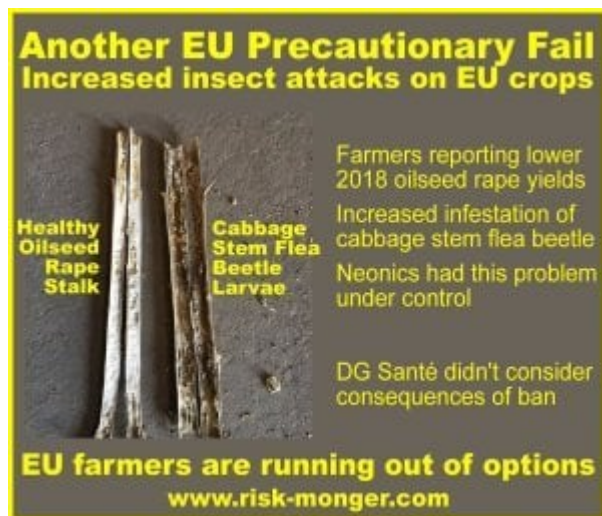 Another EU Precautionary Fail
Increased insect attacks on EU crops
Healthy
Oilseed
Rape
Stalk
Cabbage
Stem Flea
Beetle
Larvae
Farmers reporting lower
2018 oilseed rape yields
Increased infestation of
cabbage stem flea beetle
Neonics had this problem
under control
DG Santé didn't consider
consequences of ban
EU farmers are running out of options
www.risk-monger.com